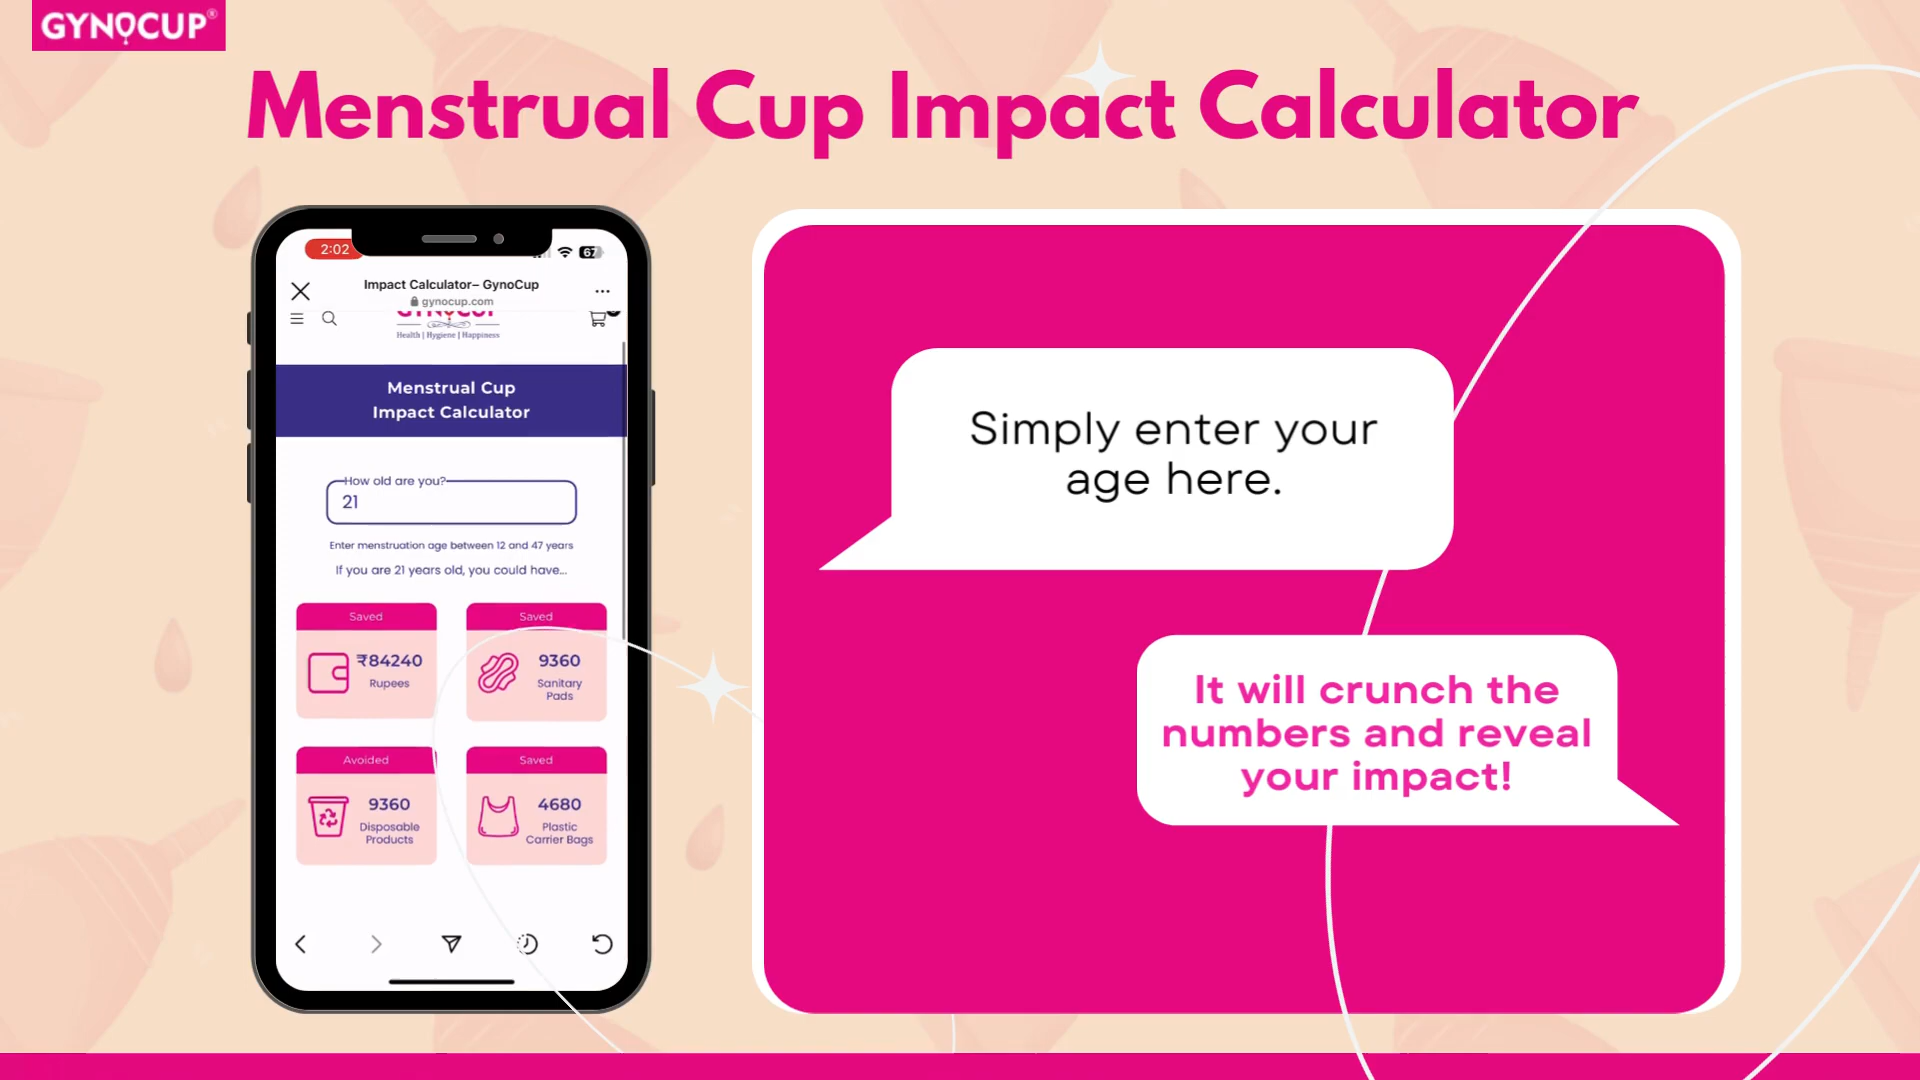 GYNOCUP®
Menstrual Cup Impact Calculator
2:02
67
Impact Calculator– GynoCup
gynocup.com
GYNOCUP
Health | Hygiene | Happiness
Menstrual Cup
Impact Calculator
How old are you?
21
Enter menstruation age between 12 and 47 years
If you are 21 years old, you could have...
Saved
₹84240
Rupees
Saved
9360
Sanitary
Pads
Avoided
9360
Disposable
Products
Saved
4680
Plastic
Carrier Bags
Simply enter your
age here.
It will crunch the
numbers and reveal
your impact!